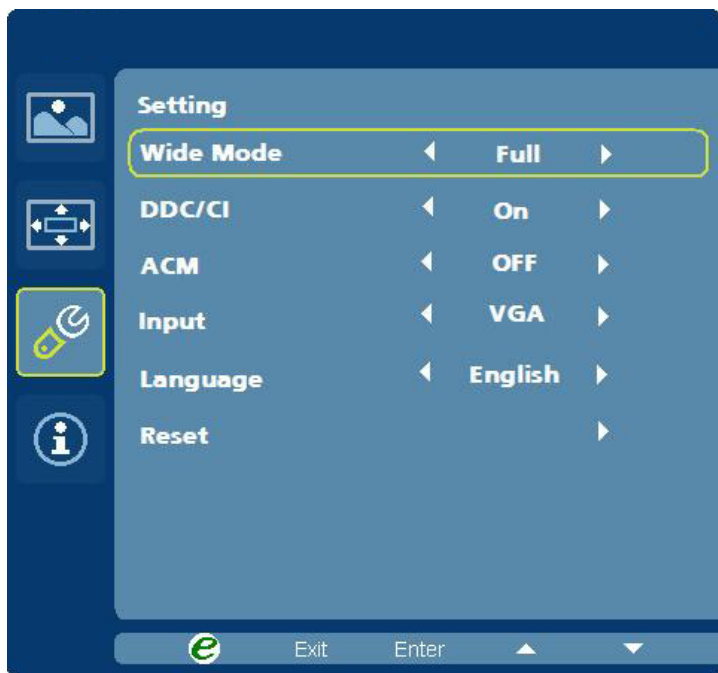 Setting
Wide Mode Full
DDC/CI On
ACM OFF
Input VGA
Language English
Reset
e Exit Enter